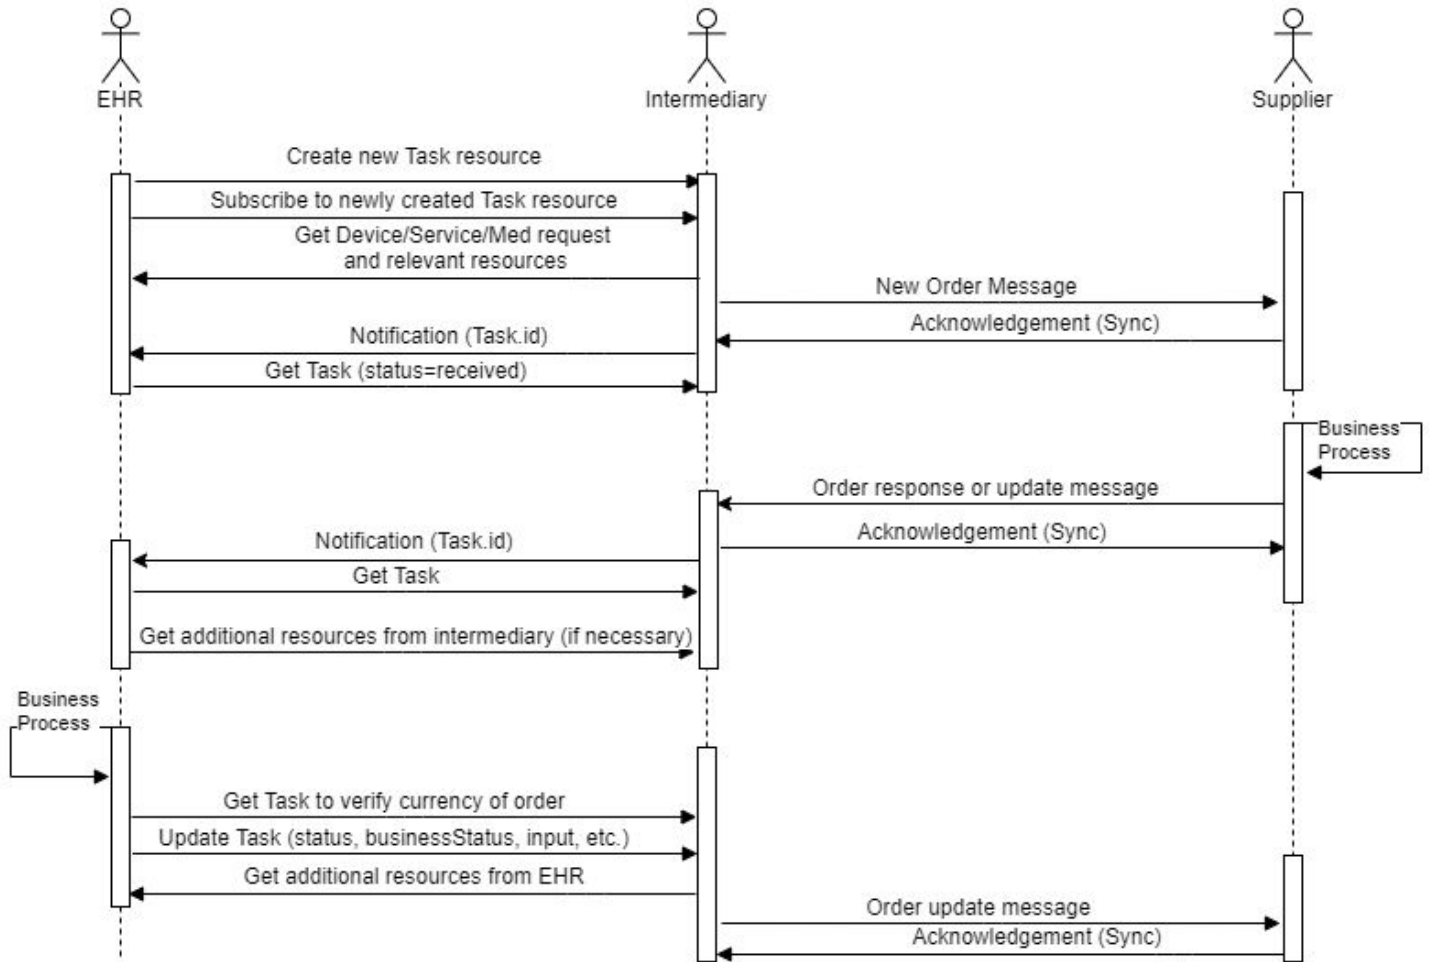 EHR
Intermediary
Supplier
Create new Task resource
Subscribe to newly created Task resource
Get Device/Service/Med request
and relevant resources
New Order Message
Acknowledgement (Sync)
Notification (Task.id)
Get Task (status=received)
Business
Process
Order response or update message
Acknowledgement (Sync)
Notification (Task.id)
Get Task
Get additional resources from intermediary (if necessary)
Business
Process
Get Task to verify currency of order
Update Task (status, businessStatus, input, etc.)
Get additional resources from EHR
Order update message
Acknowledgement (Sync)